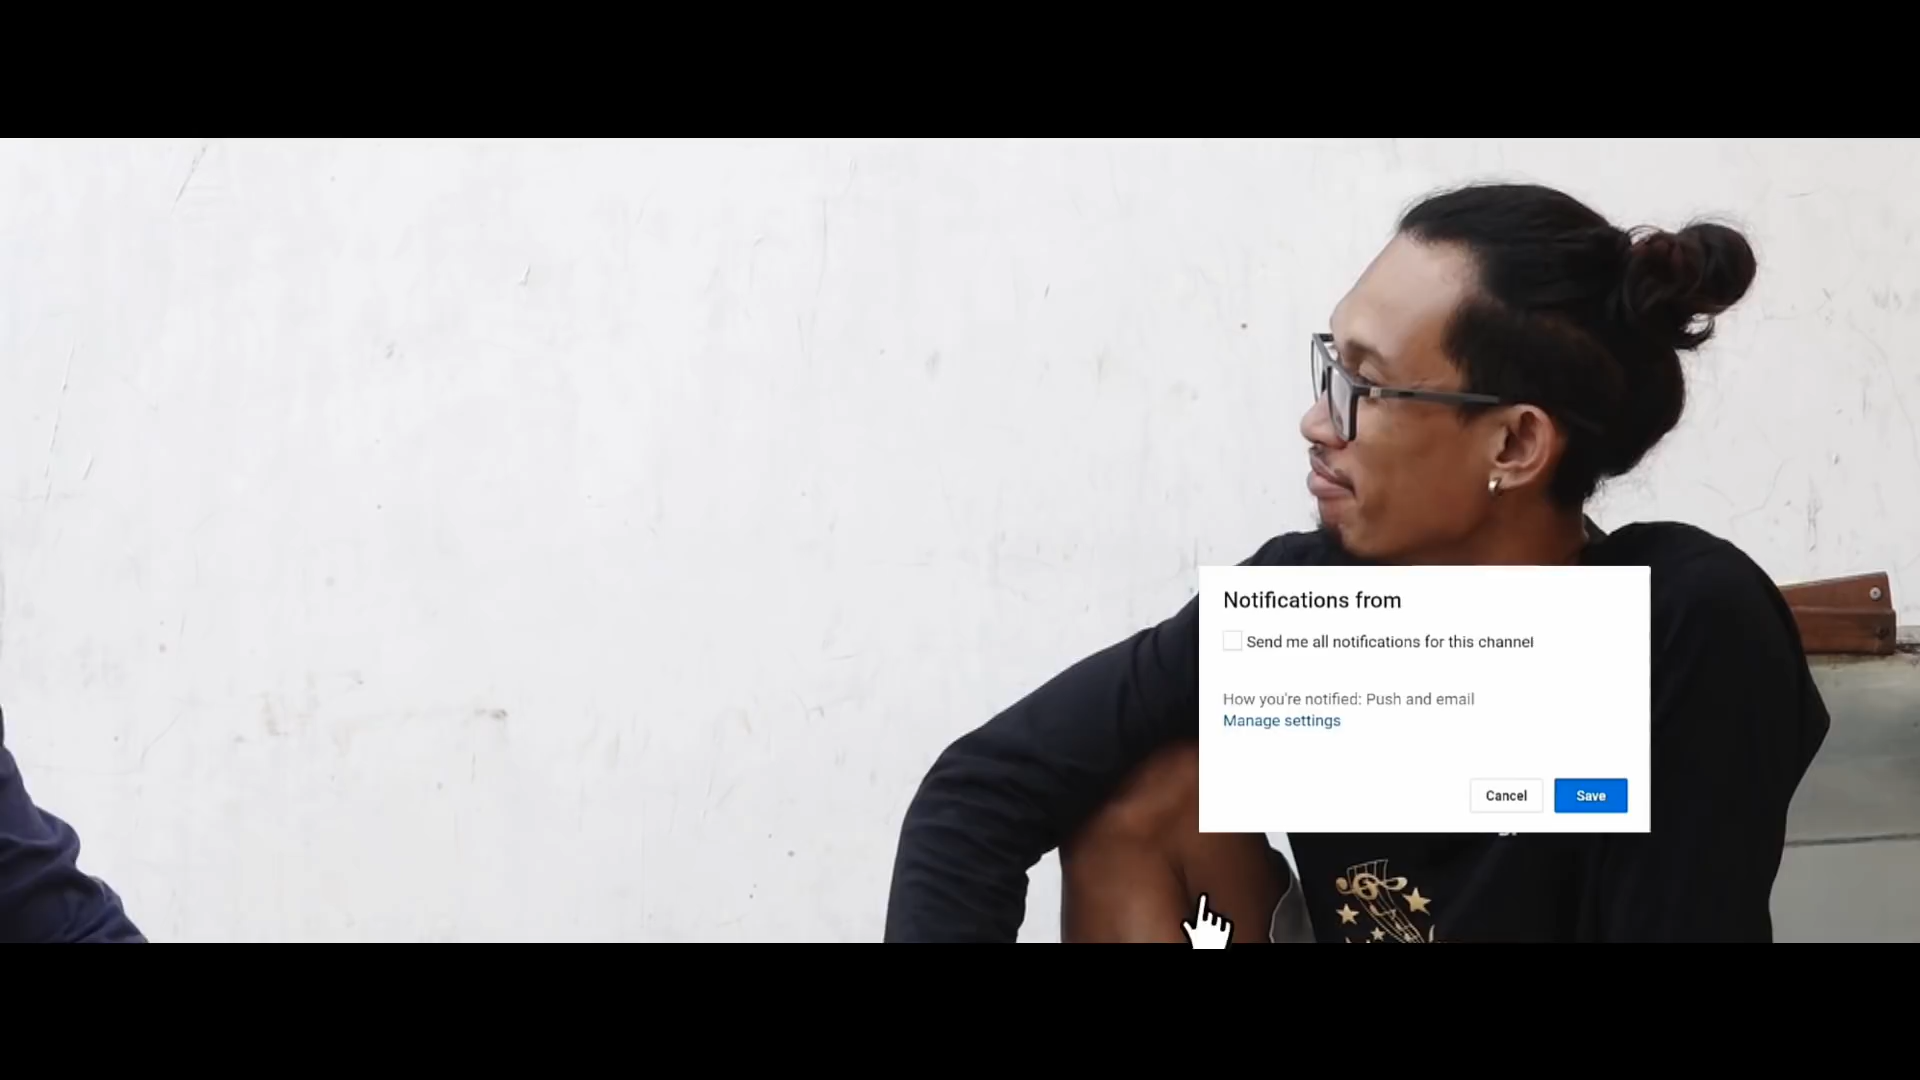 Notifications from
Send me all notifications for this channel
How you're notified: Push and email
Manage settings
Cancel
Save